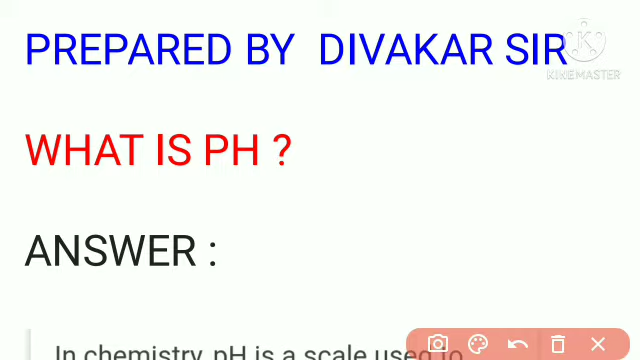 PREPARED BY DIVAKAR SIR
KINEMASTER
WHAT IS PH ?
ANSWER :
In chemistry, pH is a scale used to